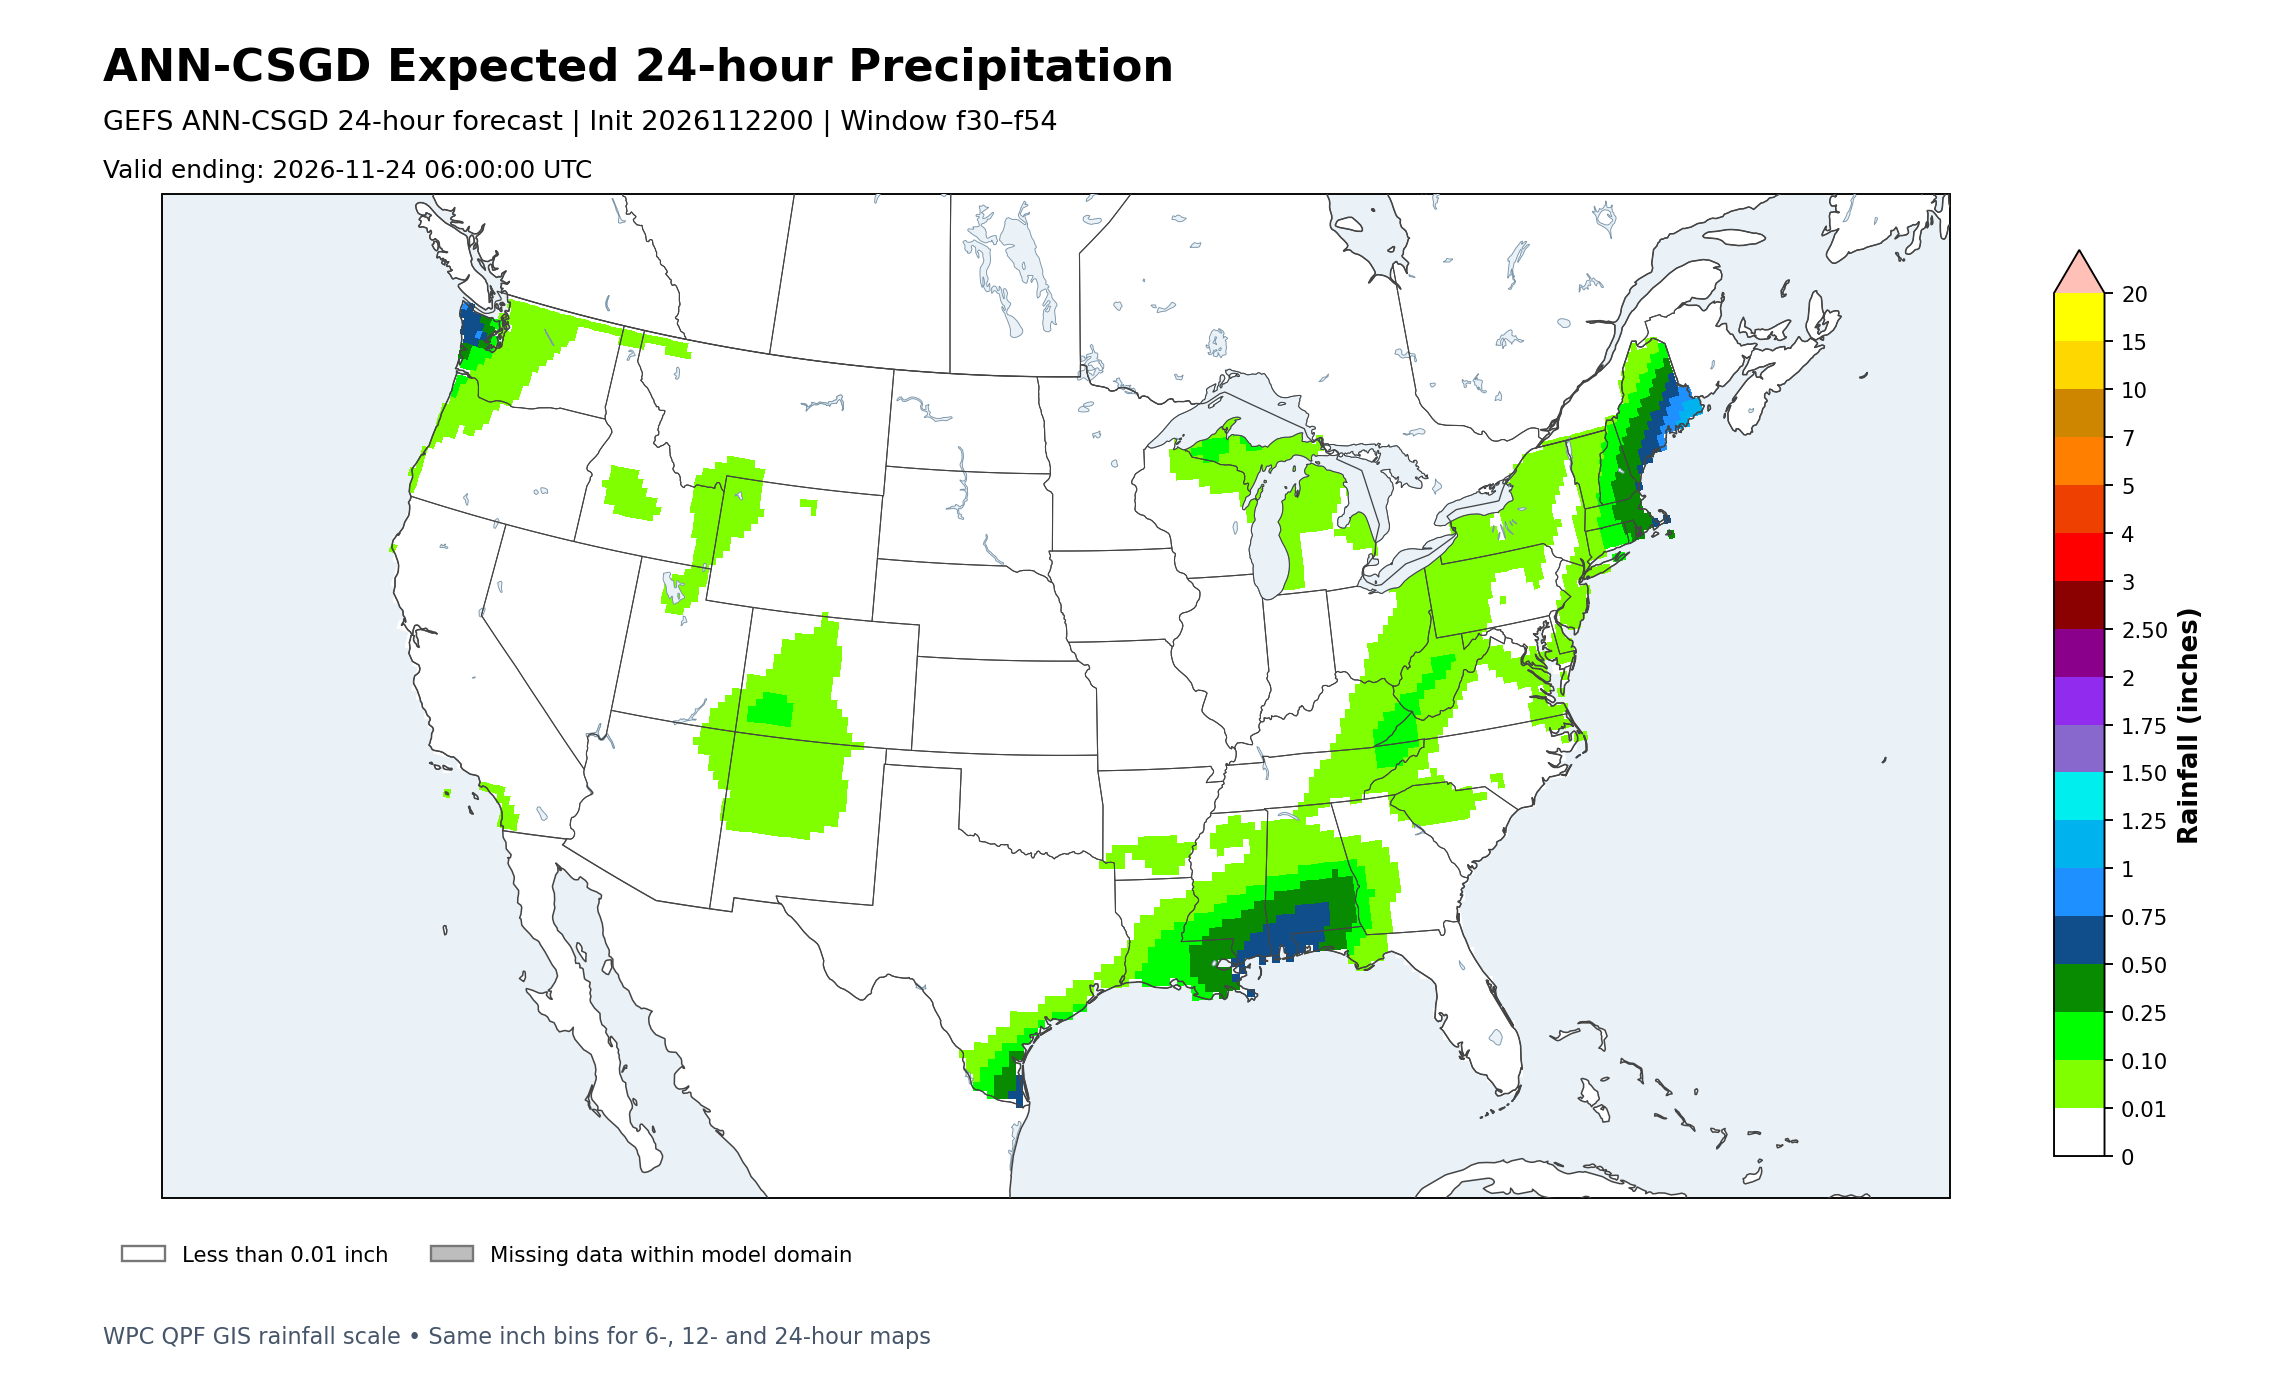 ANN-CSGD Expected 24-hour Precipitation
GEFS ANN-CSGD 24-hour forecast | Init 2026112200 | Window f30–f54
Valid ending: 2026-11-24 06:00:00 UTC
20
15
10
7
5
4
3
2.50
2
1.75
1.50
1.25
1
0.75
0.50
0.25
0.10
0.01
0
Rainfall (inches)
Less than 0.01 inch
Missing data within model domain
WPC QPF GIS rainfall scale • Same inch bins for 6-, 12- and 24-hour maps